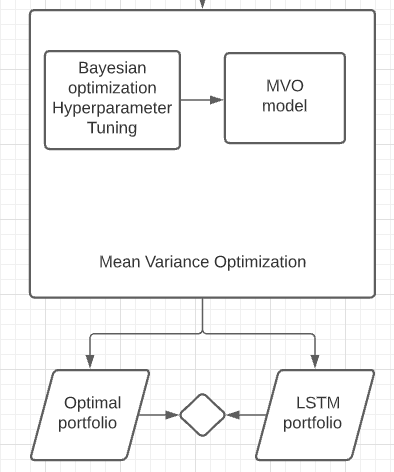 Bayesian
optimization
Hyperparameter
Tuning
MVO
model
Mean Variance Optimization
Optimal
portfolio
LSTM
portfolio